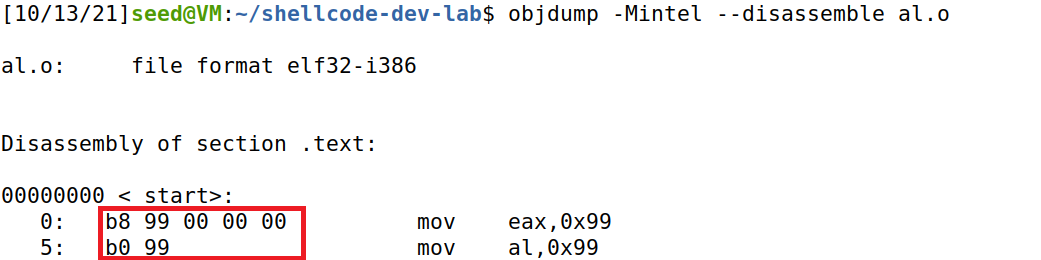 [10/13/21]seed@VM:~/shellcode-dev-lab$ objdump -Mintel --disassemble al.o
al.o:     file format elf32-i386
Disassembly of section .text:
00000000 < start>:
   0:   b8 99 00 00 00          mov    eax,0x99
   5:   b0 99                   mov    al,0x99